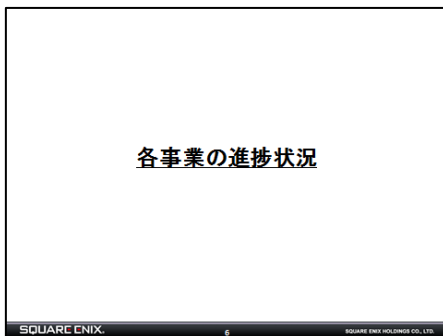 各事業の進捗状況
SQUARE ENIX.
6
SQUARE ENIX HOLDINGS CO., LTD.